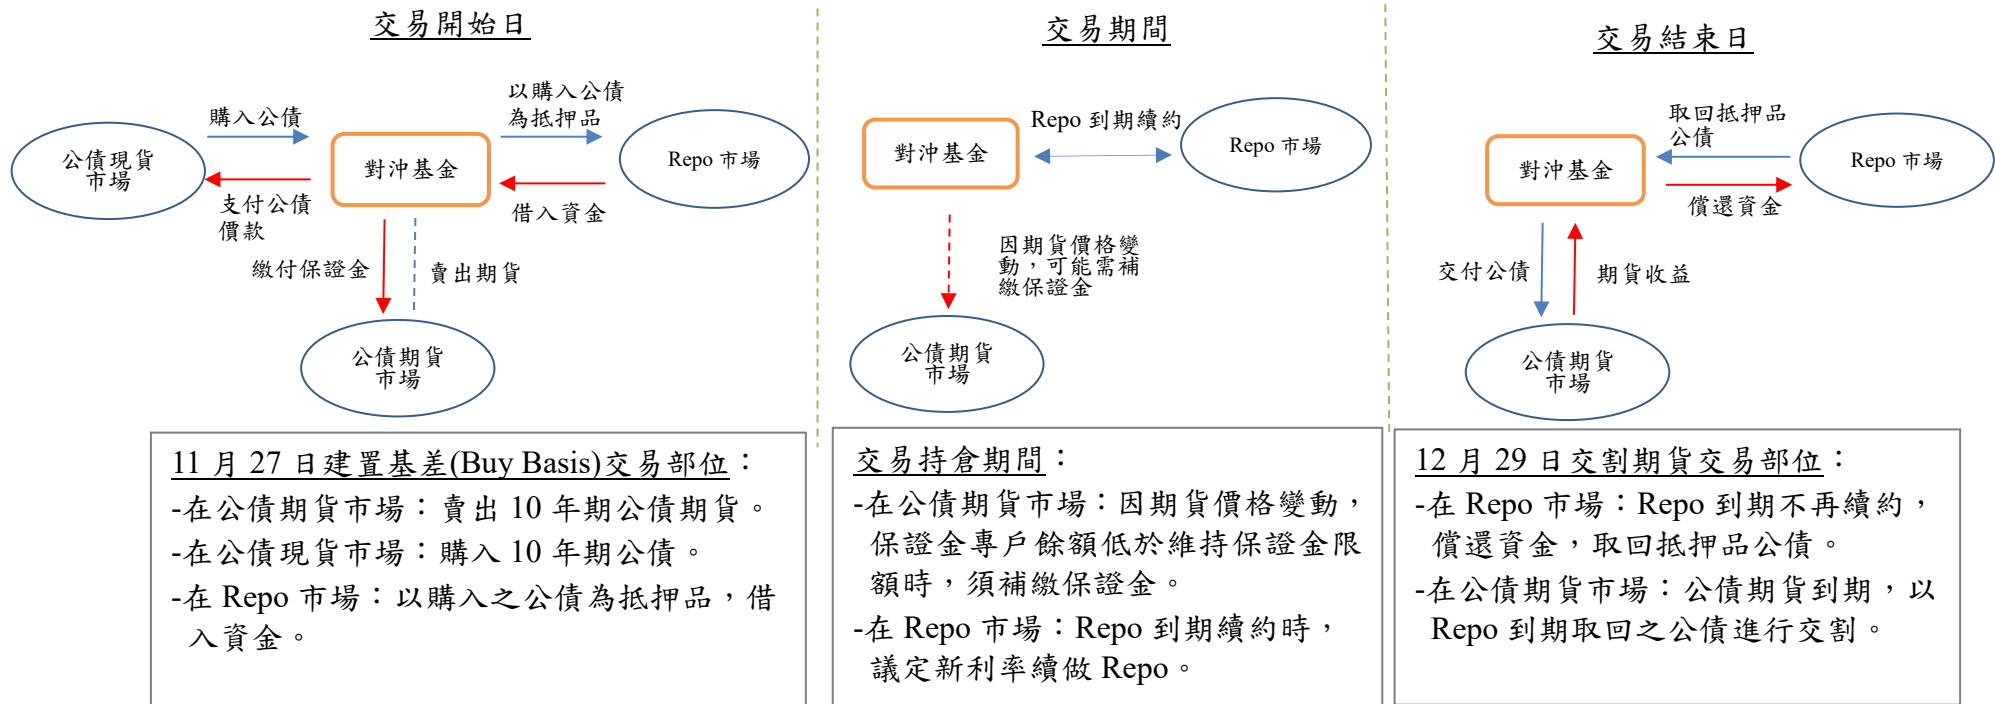 交易開始日
購入公債
以購入公債
為抵押品
公債現貨
市場
對沖基金
Repo 市場
支付公債
價款
借入資金
繳付保證金
賣出期貨
公債期貨
市場
11 月 27 日建置基差(Buy Basis)交易部位：
-在公債期貨市場：賣出 10 年期公債期貨。
-在公債現貨市場：購入 10 年期公債。
-在 Repo 市場：以購入之公債為抵押品，借
入資金。
交易期間
Repo 到期續約
對沖基金
Repo 市場
因期貨價格變
動，可能需補
繳保證金
公債期貨
市場
交易持倉期間：
-在公債期貨市場：因期貨價格變動，
保證金專戶餘額低於維持保證金限
額時，須補繳保證金。
-在 Repo 市場：Repo 到期續約時，
議定新利率續做 Repo。
交易結束日
取回抵押品
公債
對沖基金
Repo 市場
償還資金
交付公債
期貨收益
公債期貨
市場
12 月 29 日交割期貨交易部位：
-在 Repo 市場：Repo 到期不再續約，
償還資金，取回抵押品公債。
-在公債期貨市場：公債期貨到期，以
Repo 到期取回之公債進行交割。